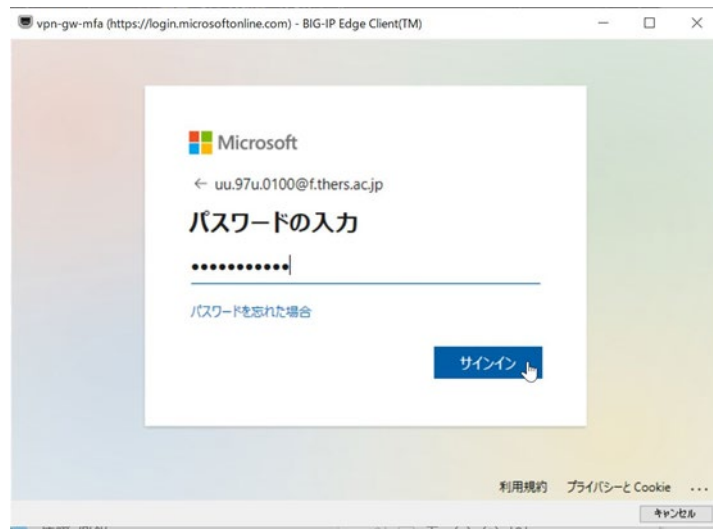 vpn-gw-mfa (https://login.microsoftonline.com) - BIG-IP Edge Client(TM)
Microsoft
← uu.97u.0100@f.thers.ac.jp
パスワードの入力
•••••••••••
パスワードを忘れた場合
サインイン
利用規約 プライバシーと Cookie ...
キャンセル